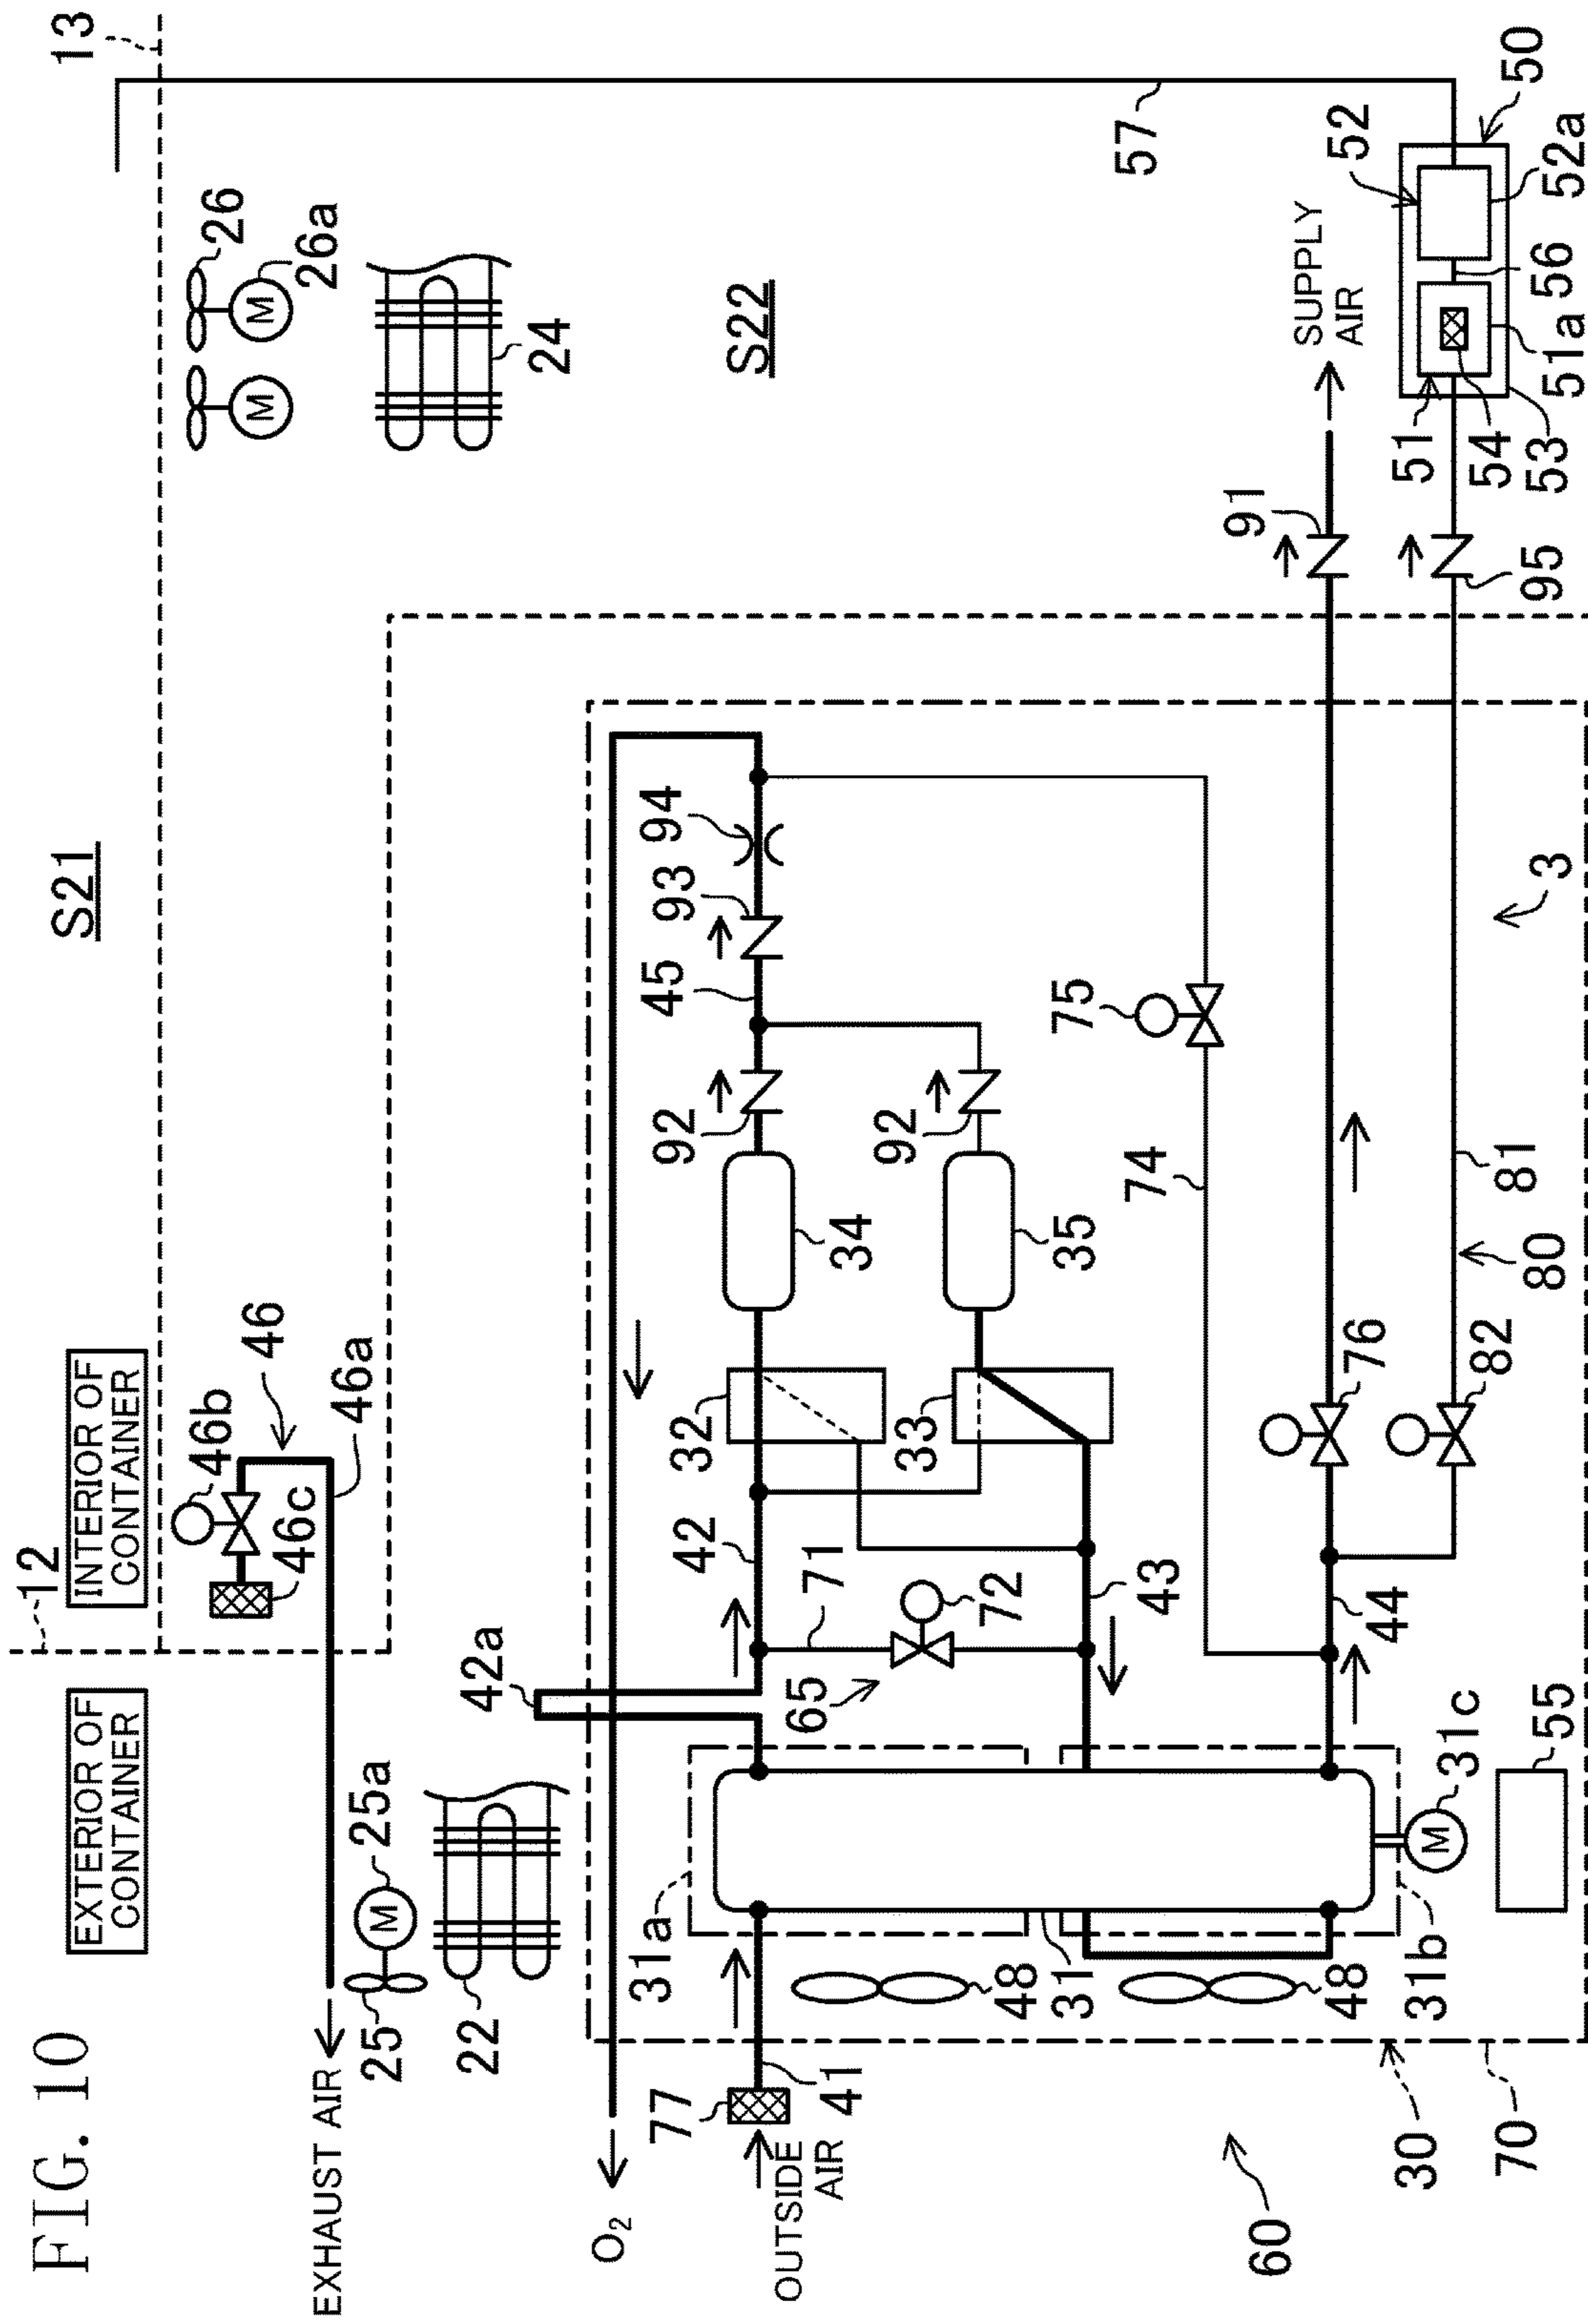 FIG. 10
S21
12
13
EXTERIOR OF
CONTAINER
INTERIOR OF
CONTAINER
46b
46
46c
46a
EXHAUST AIR
25
25a
22
26
M
M
26a
24
S22
M
O₂
42a
OUTSIDE
AIR
77
41
31a
42
32
34
92
45
93
94
65
71
72
33
35
92
48
31
43
74
75
57
48
31b
31c
M
44
76
91
SUPPLY
AIR
52
50
60
30
70
55
82
80
81
3
95
51
54
53
51a
56
52a